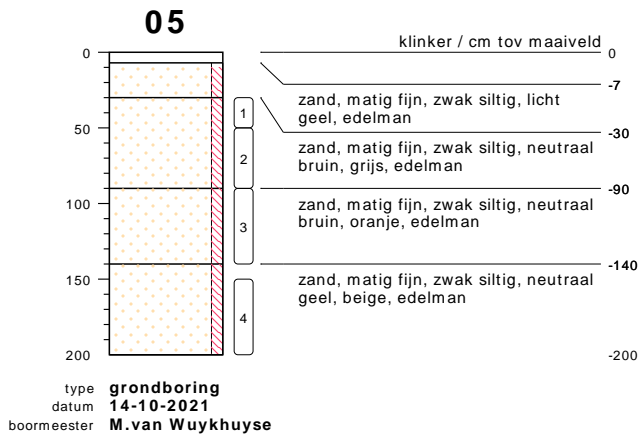 05
klinker / cm tov maaiveld
0
0
-7
zand, matig fijn, zwak siltig, licht
geel, edelman
-30
1
50
zand, matig fijn, zwak siltig, neutraal
bruin, grijs, edelman
2
-90
100
zand, matig fijn, zwak siltig, neutraal
bruin, oranje, edelman
3
-140
150
zand, matig fijn, zwak siltig, neutraal
geel, beige, edelman
4
200
-200
type grondboring
datum 14-10-2021
boormeester M.van Wuykhuyse